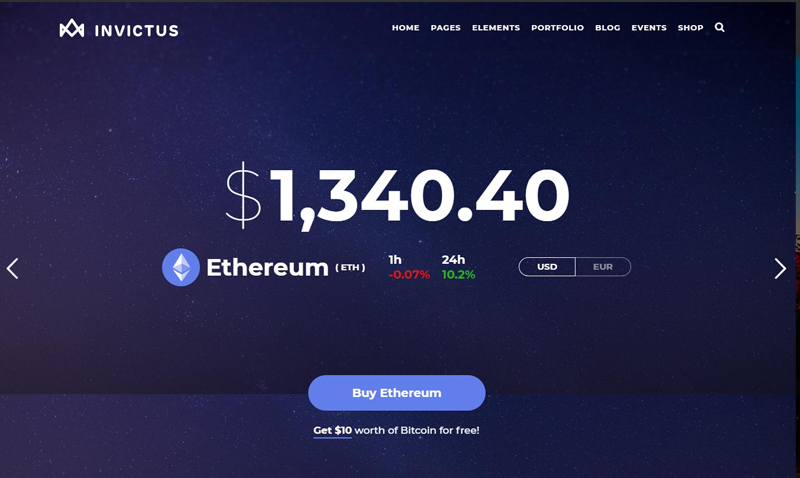 INVICTUS
HOME PAGES ELEMENTS PORTFOLIO BLOG EVENTS SHOP
$1,340.40
Ethereum ( ETH )
1h 24h
-0.07% 10.2%
USD EUR
Buy Ethereum
Get $10 worth of Bitcoin for free!